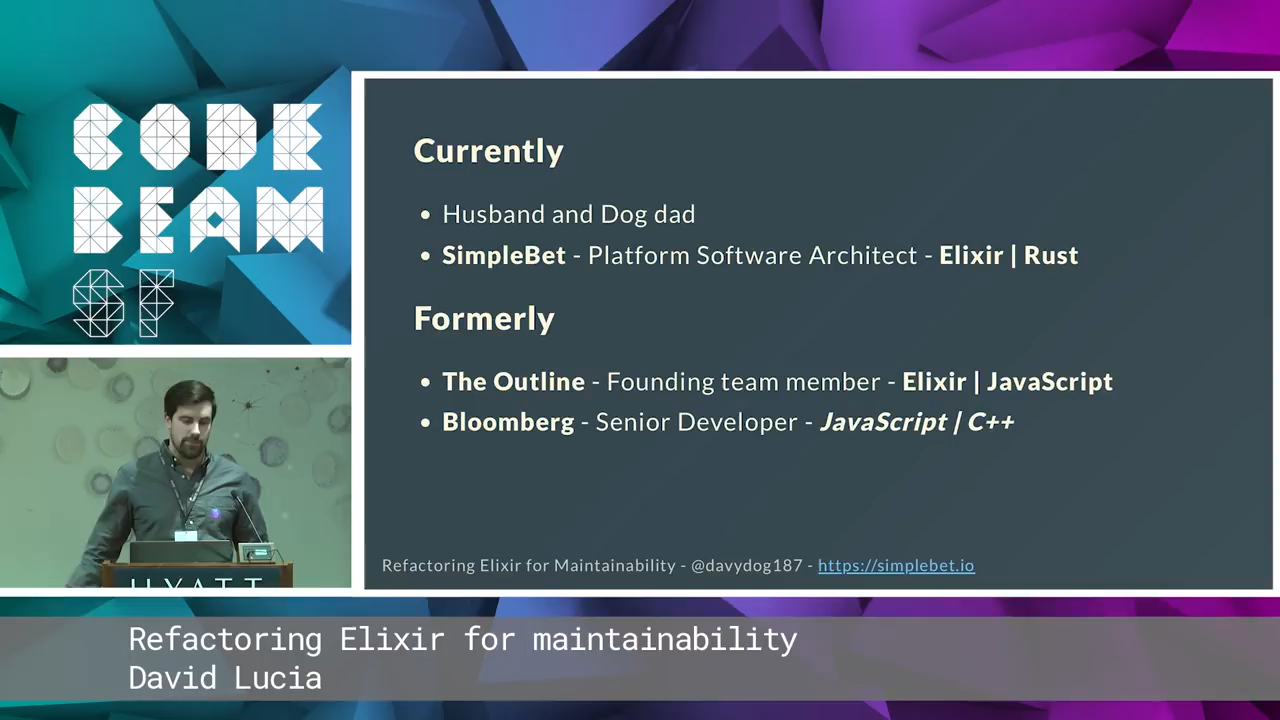 CODE
BEAM
SF
Currently
• Husband and Dog dad
• SimpleBet - Platform Software Architect - Elixir | Rust
Formerly
• The Outline - Founding team member - Elixir | JavaScript
• Bloomberg - Senior Developer - JavaScript | C++
Refactoring Elixir for Maintainability - @davydog187 - https://simplebet.io
HYATT
Refactoring Elixir for maintainability
David Lucia